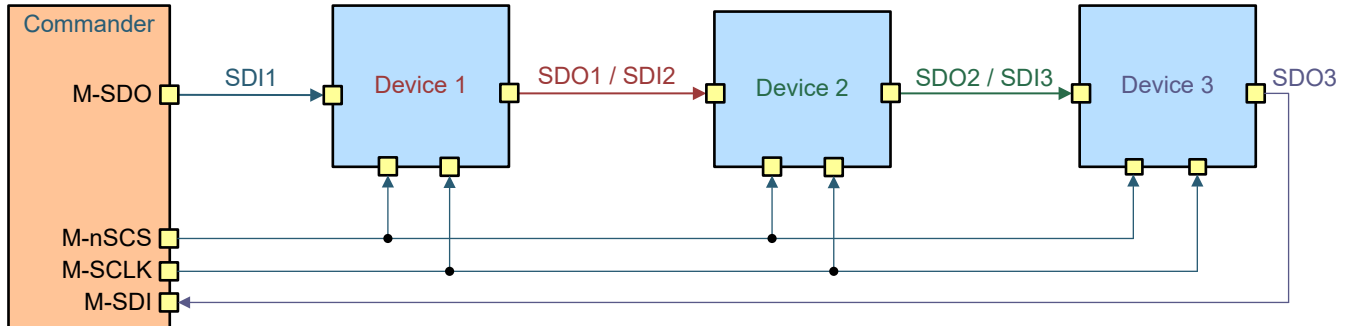 Commander
M-SDO
SDI1
Device 1
SDO1 / SDI2
Device 2
SDO2 / SDI3
Device 3
SDO3
M-nSCS
M-SCLK
M-SDI